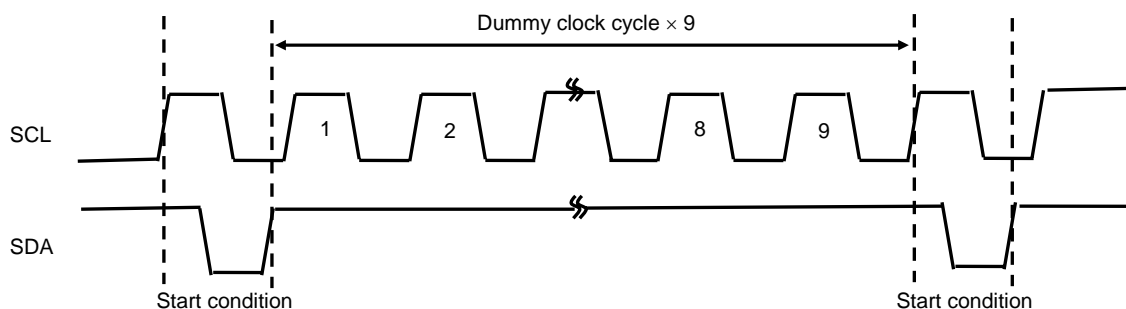 Dummy clock cycle × 9
SCL
1
2
8
9
SDA
Start condition
Start condition